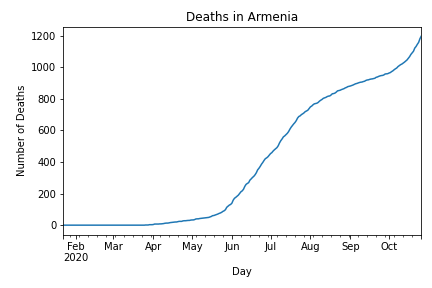 Deaths in Armenia
Number of Deaths
1200
1000
800
600
400
200
0
Feb Mar Apr May Jun Jul Aug Sep Oct
2020
Day